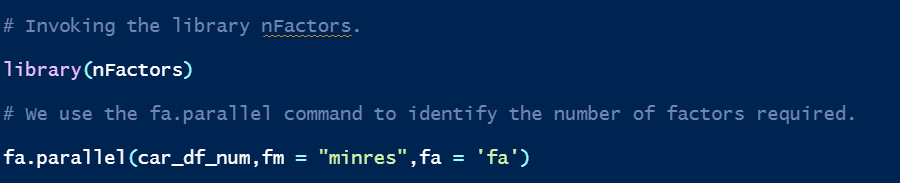 # Invoking the library nFactors.
library(nFactors)
# We use the fa.parallel command to identify the number of factors required.
fa.parallel(car_df_num,fm = "minres",fa = 'fa')